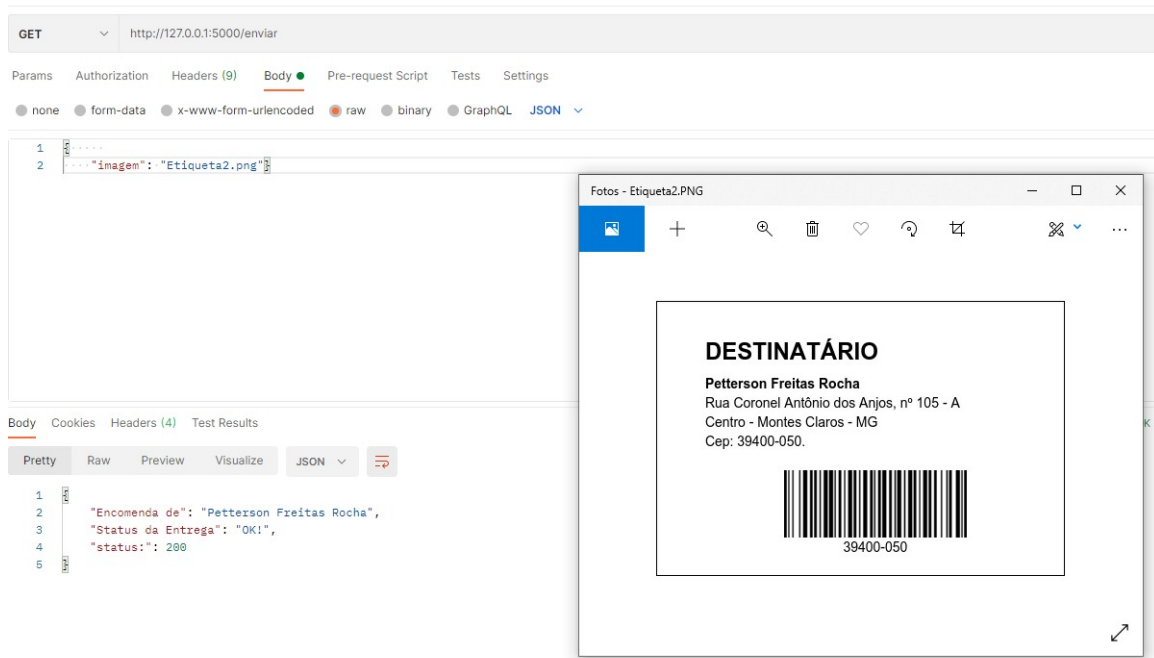 GET http://127.0.0.1:5000/enviar
Params Authorization Headers (9) Body Pre-request Script Tests Settings
none form-data x-www-form-urlencoded raw binary GraphQL JSON
1 {
2 "imagem": "Etiqueta2.png"}
Fotos - Etiqueta2.PNG
DESTINATÁRIO
Petterson Freitas Rocha
Rua Coronel Antônio dos Anjos, nº 105 - A
Centro - Montes Claros - MG
Cep: 39400-050.
39400-050
Body Cookies Headers (4) Test Results
K
Pretty Raw Preview Visualize JSON
1 {
2 "Encomenda de": "Petterson Freitas Rocha",
3 "Status da Entrega": "OK!",
4 "status:": 200
5 }